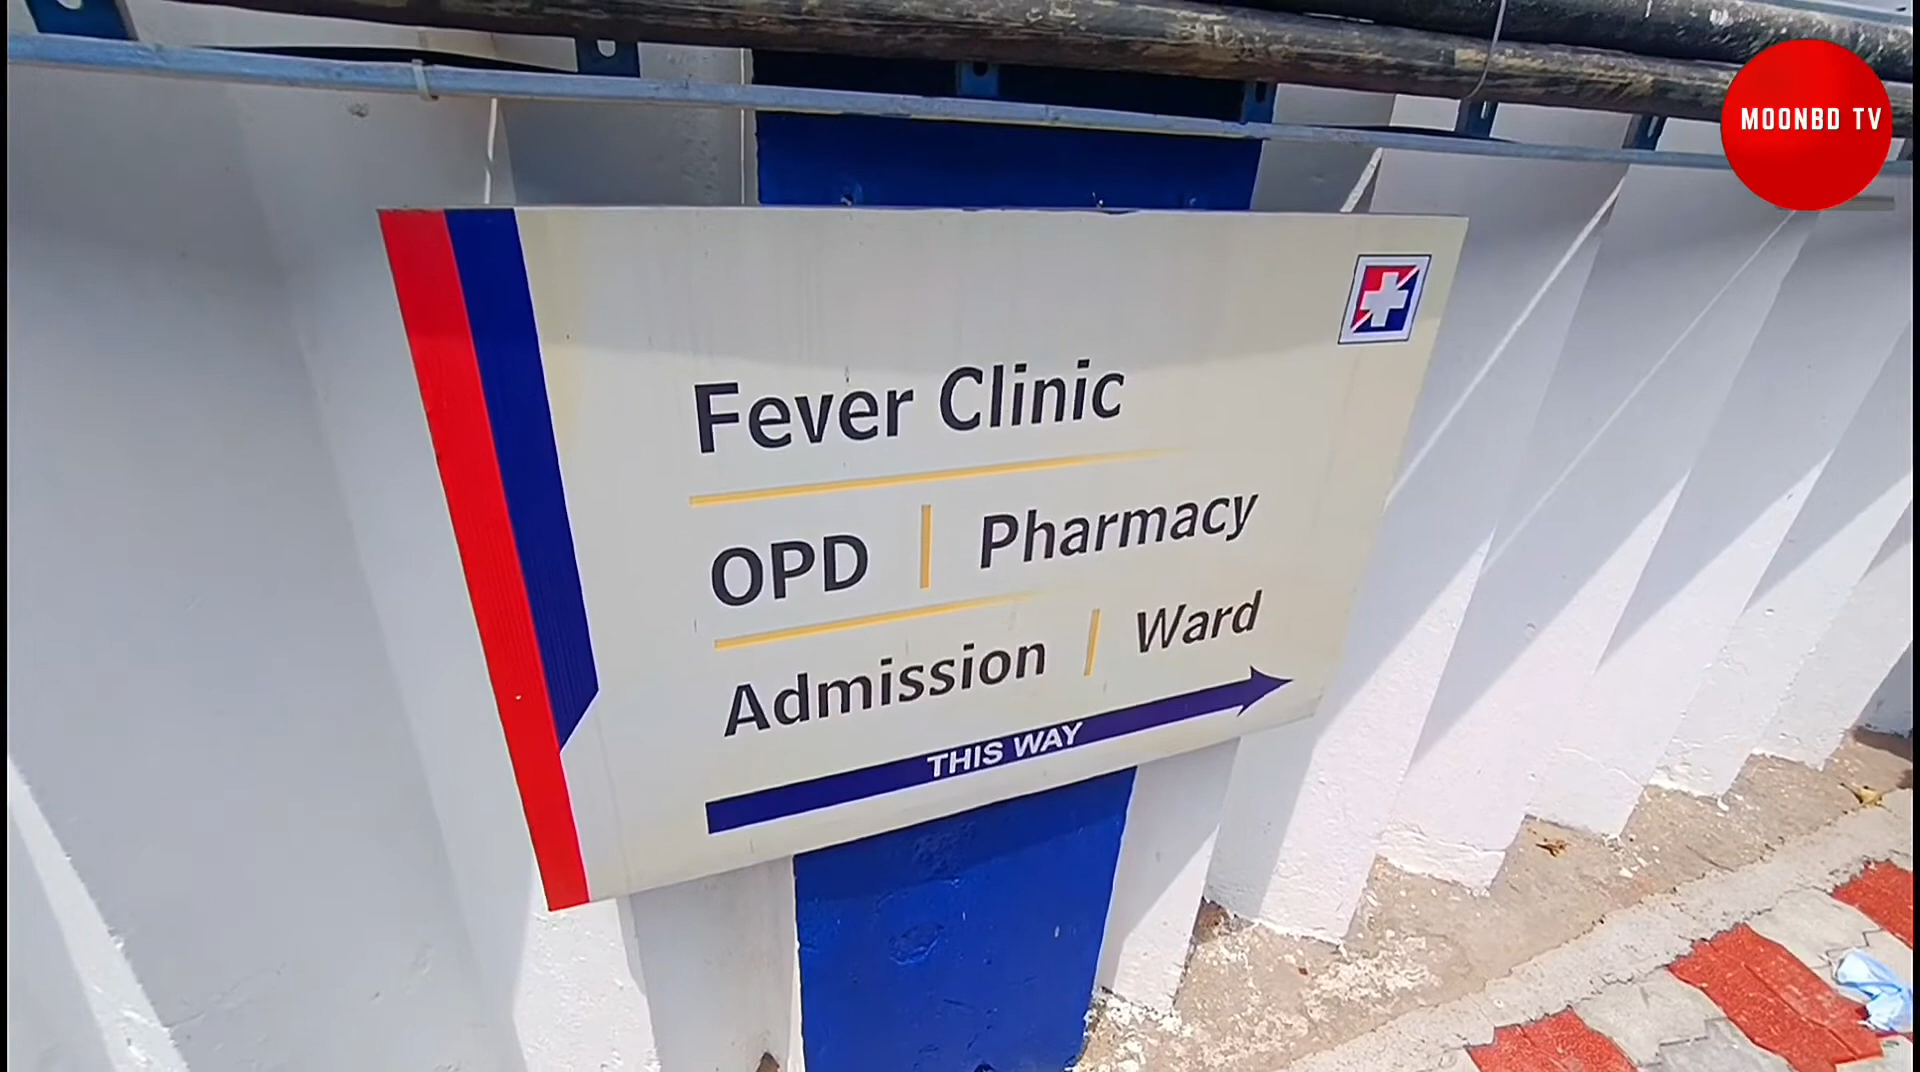 MOONBD TV
Fever Clinic
OPD | Pharmacy
Admission | Ward
THIS WAY